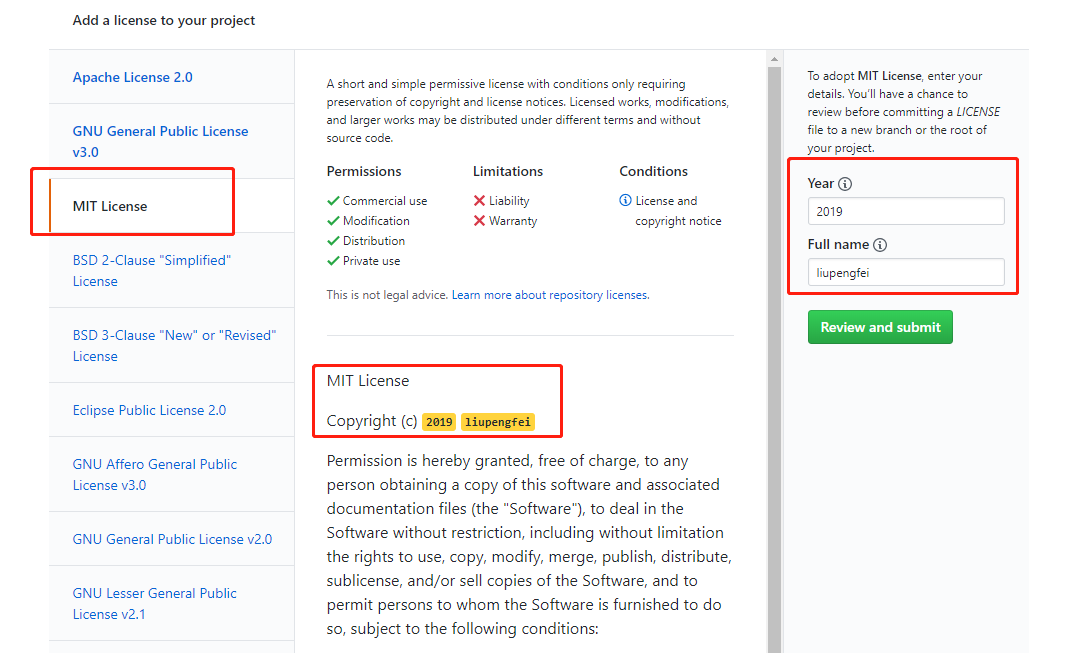 Add a license to your project
Apache License 2.0
GNU General Public License
v3.0
MIT License
BSD 2-Clause "Simplified"
License
BSD 3-Clause "New" or "Revised"
License
Eclipse Public License 2.0
GNU Affero General Public
License v3.0
GNU General Public License v2.0
GNU Lesser General Public
License v2.1
A short and simple permissive license with conditions only requiring
preservation of copyright and license notices. Licensed works, modifications,
and larger works may be distributed under different terms and without
source code.
Permissions
Commercial use
Modification
Distribution
Private use
Limitations
Liability
Warranty
Conditions
License and
copyright notice
This is not legal advice. Learn more about repository licenses.
MIT License
Copyright (c) 2019 liupengfei
Permission is hereby granted, free of charge, to any
person obtaining a copy of this software and associated
documentation files (the "Software"), to deal in the
Software without restriction, including without limitation
the rights to use, copy, modify, merge, publish, distribute,
sublicense, and/or sell copies of the Software, and to
permit persons to whom the Software is furnished to do
so, subject to the following conditions:
To adopt MIT License, enter your
details. You'll have a chance to
review before committing a LICENSE
file to a new branch or the root of
your project.
Year
2019
Full name
liupengfei
Review and submit